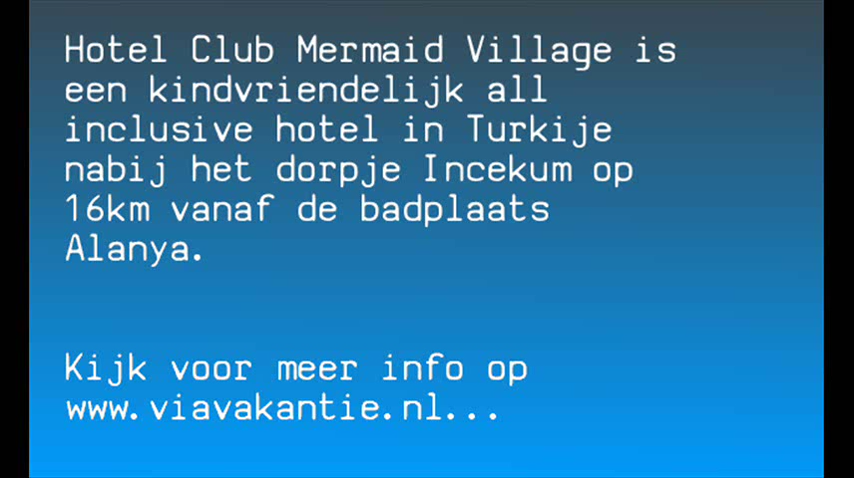 Hotel Club Mermaid Village is
een kindvriendelijk all
inclusive hotel in Turkije
nabij het dorpje Incekum op
16km vanaf de badplaats
Alanya.
Kijk voor meer info op
www.viavakantie.nl...